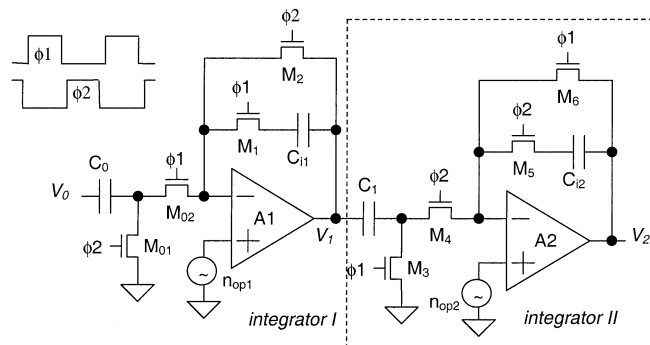 ϕ1
ϕ2
ϕ2
M2
ϕ1
M1
Ci1
C0
ϕ1
V0
M02
ϕ2
M01
A1
V1
nop1
integrator I
C1
ϕ2
M4
ϕ1
M3
ϕ1
M6
ϕ2
M5
Ci2
A2
V2
nop2
integrator II